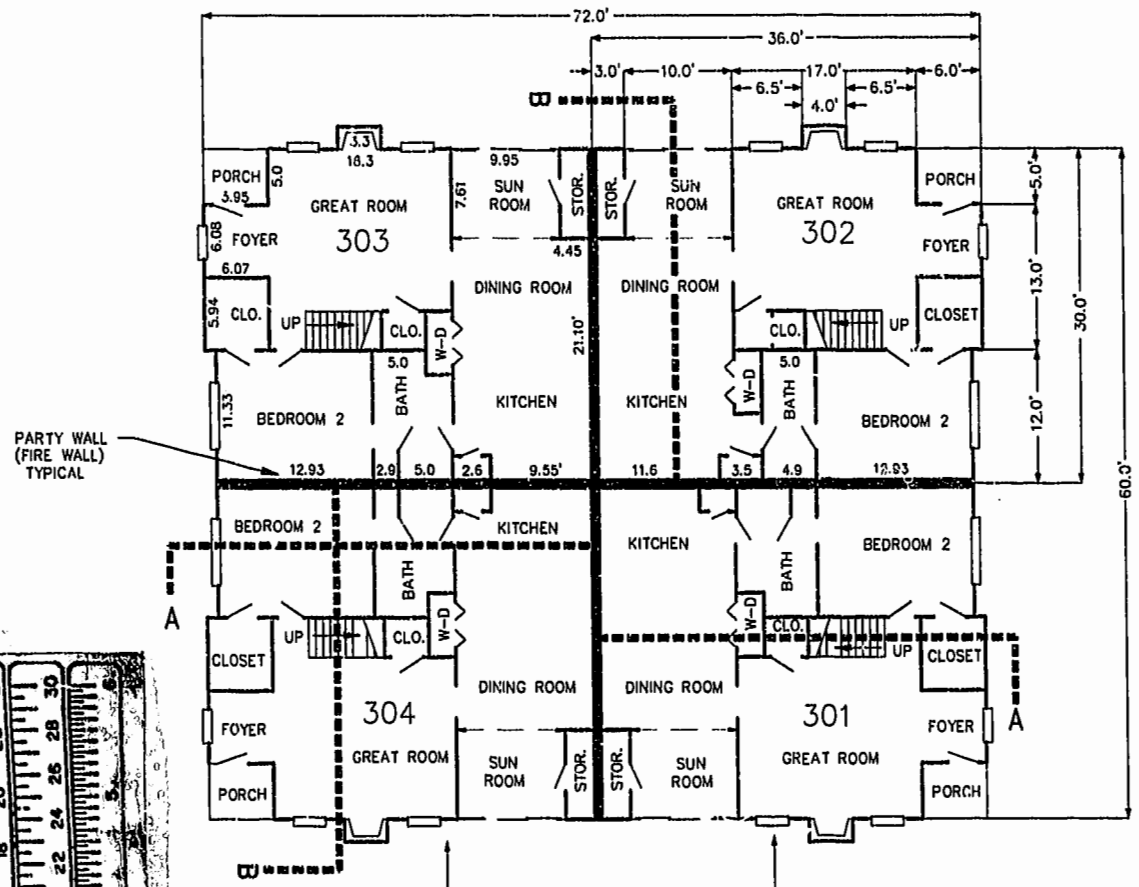 72.0'
36.0'
3.0'
10.0'
17.0'
6.0'
6.5'
4.0'
6.5'
B
3.3
16.3
9.95
PORCH
3.95
5.0
7.61
SUN
ROOM
STOR.
STOR.
SUN
ROOM
GREAT ROOM
303
GREAT ROOM
302
PORCH
5.0'
6.08
FOYER
FOYER
6.07
4.45
DINING ROOM
DINING ROOM
13.0'
30.0'
5.94
CLO.
UP
CLO.
W-D
21.10'
CLO.
UP
CLOSET
5.0
5.0
BATH
W-D
BATH
11.33
BEDROOM 2
KITCHEN
KITCHEN
BEDROOM 2
12.0'
PARTY WALL
(FIRE WALL)
TYPICAL
12.93
2.9
5.0
2.6
9.55'
11.6
3.5
4.9
12.93
60.0'
BEDROOM 2
KITCHEN
KITCHEN
BEDROOM 2
A
BATH
BATH
W-D
W-D
UP
CLO.
CLO.
UP
CLOSET
CLOSET
DINING ROOM
DINING ROOM
A
FOYER
304
301
FOYER
GREAT ROOM
GREAT ROOM
SUN
ROOM
STOR.
STOR.
SUN
ROOM
PORCH
PORCH
B
30
28
26
24
22